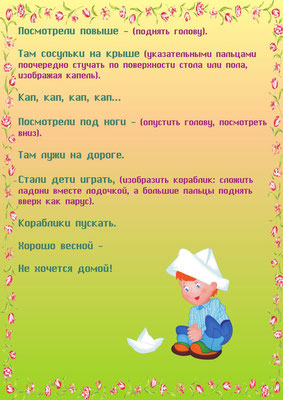 Посмотрели повыше – (поднять голову).
Там сосульки на крыше (указательными пальцами
поочередно стучать по поверхности стола или пола,
изображая капель).
Кап, кап, кап, кап...
Посмотрели под ноги – (опустить голову, посмотреть
вниз).
Там лужи на дороге.
Стали дети играть, (изобразить кораблик: сложить
ладони вместе лодочкой, а большие пальцы поднять
вверх как парус).
Кораблики пускать.
Хорошо весной –
Не хочется домой!